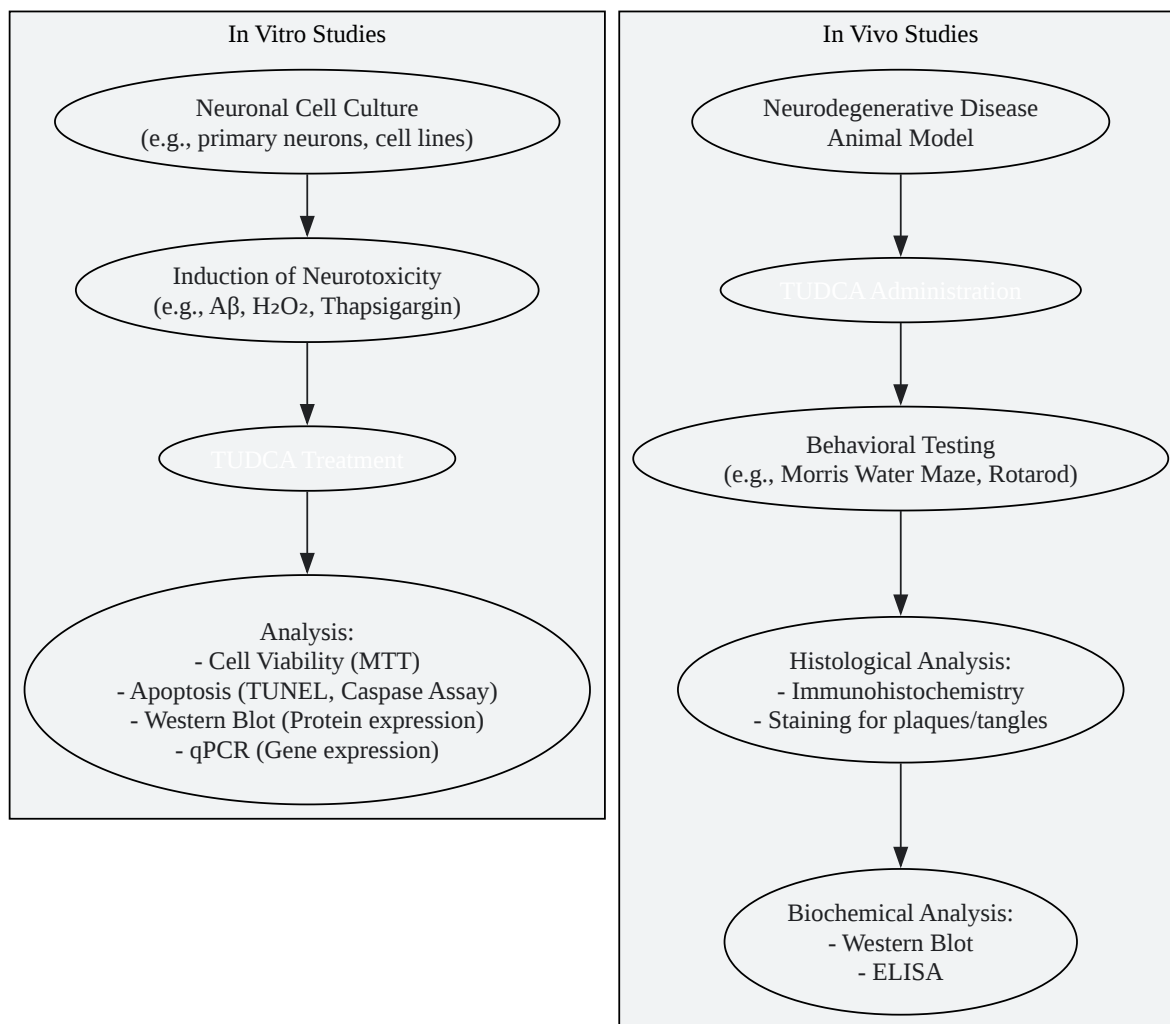 In Vitro Studies
Neuronal Cell Culture
(e.g., primary neurons, cell lines)
Induction of Neurotoxicity
(e.g., Aβ, H₂O₂, Thapsigargin)
TUDCA Treatment
Analysis:
- Cell Viability (MTT)
- Apoptosis (TUNEL, Caspase Assay)
- Western Blot (Protein expression)
- qPCR (Gene expression)
In Vivo Studies
Neurodegenerative Disease
Animal Model
TUDCA Administration
Behavioral Testing
(e.g., Morris Water Maze, Rotarod)
Histological Analysis:
- Immunohistochemistry
- Staining for plaques/tangles
Biochemical Analysis:
- Western Blot
- ELISA